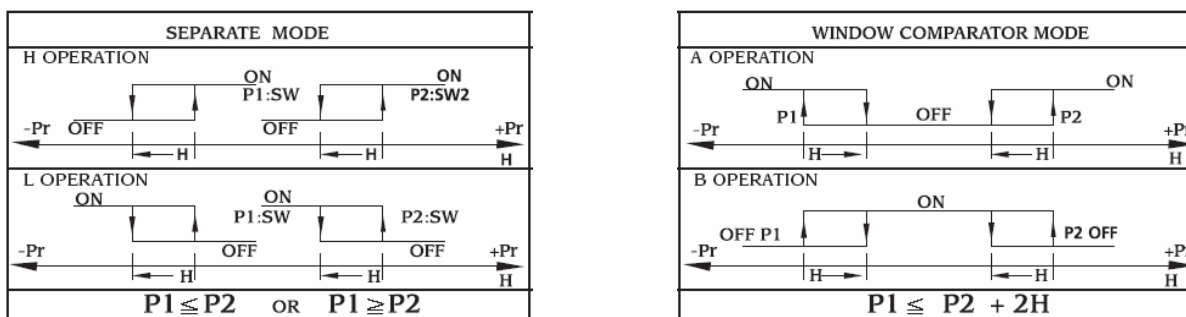 SEPARATE MODE
H OPERATION
ON
P1:SW
ON
P2:SW2
-Pr
OFF
OFF
+Pr
H
H
H
L OPERATION
ON
P1:SW
ON
P2:SW
-Pr
OFF
OFF
+Pr
H
H
H
P1 ≦ P2 OR P1 ≧ P2
WINDOW COMPARATOR MODE
A OPERATION
ON
ON
P1
OFF
P2
-Pr
+Pr
H
H
H
B OPERATION
ON
OFF P1
P2 OFF
-Pr
+Pr
H
H
H
P1 ≦ P2 + 2H